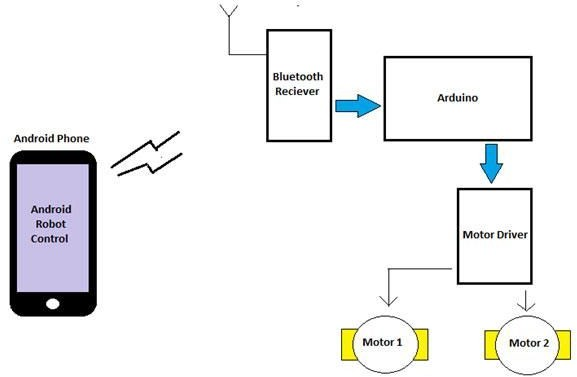 Bluetooth
Reciever
Arduino
Android Phone
Android
Robot
Control
Motor Driver
Motor 1
Motor 2